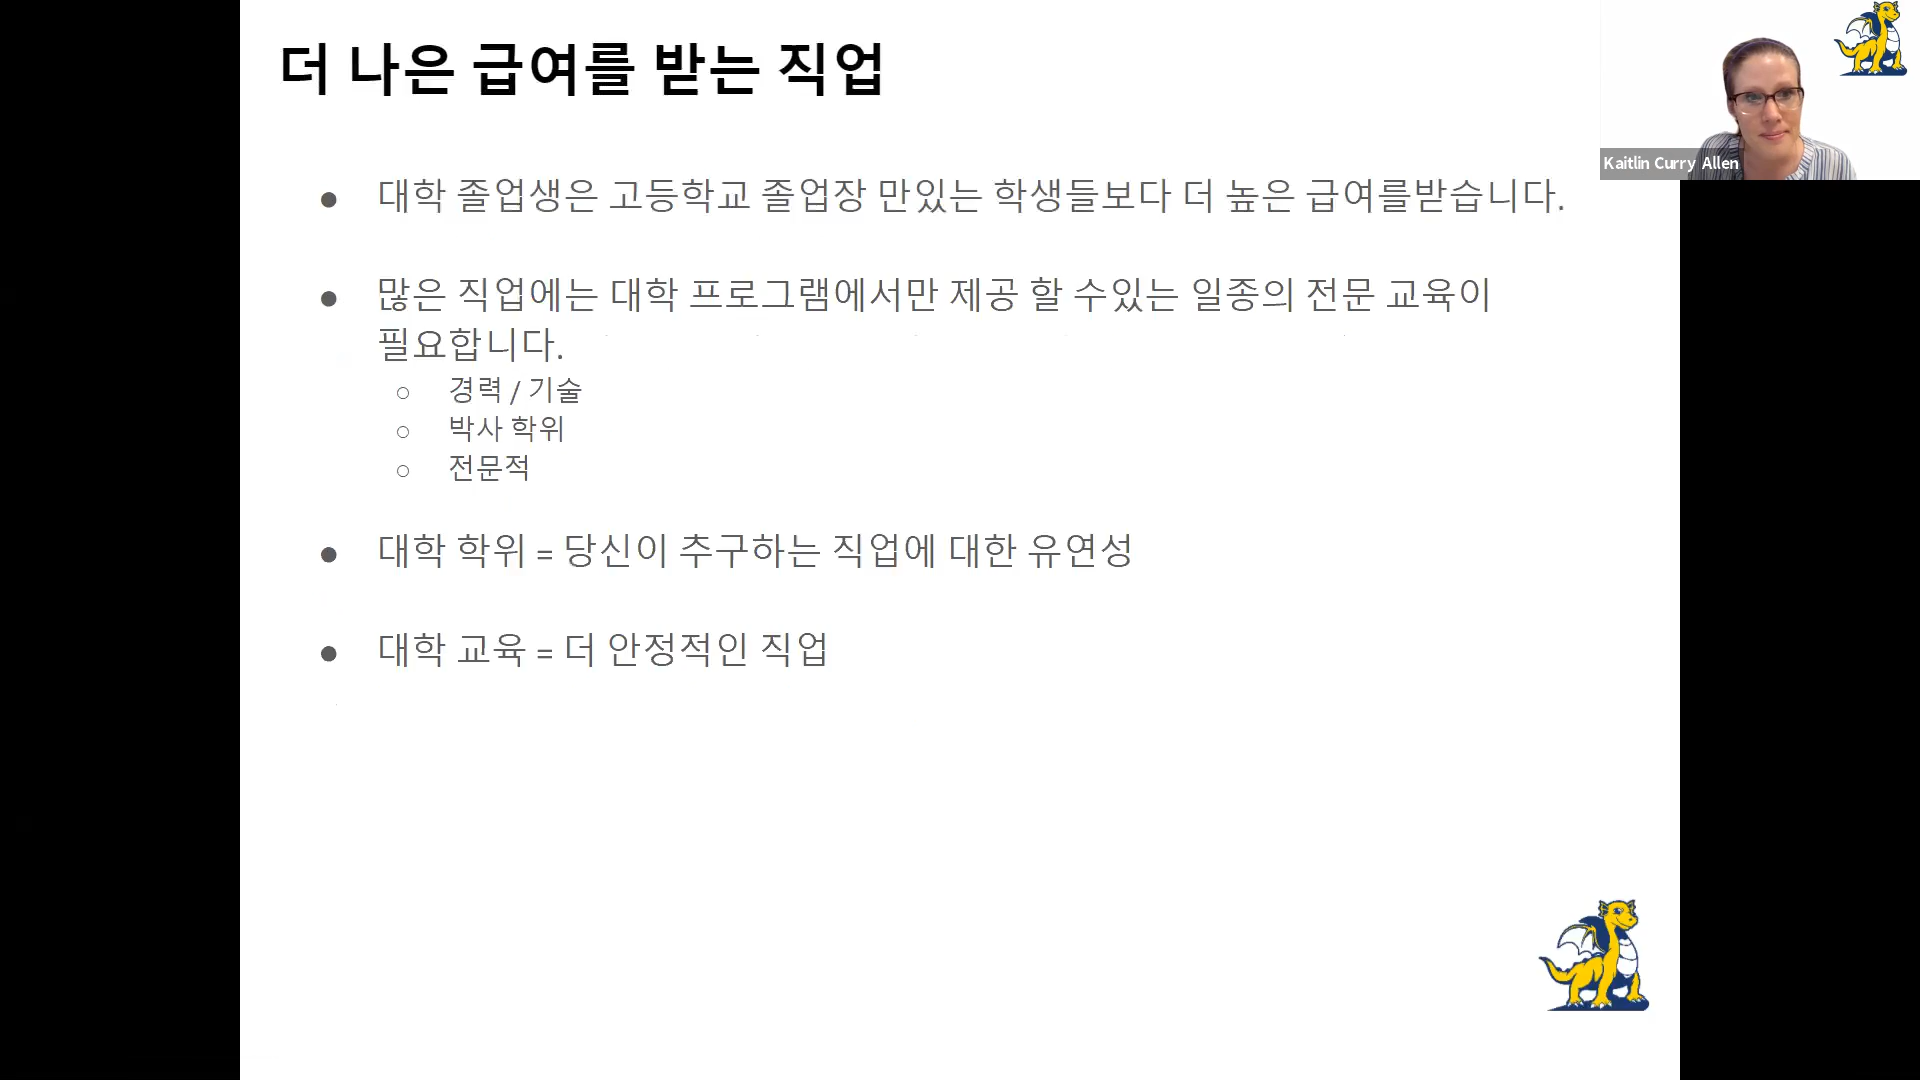 더 나은 급여를 받는 직업
Kaitlin Curry Allen
● 대학 졸업생은 고등학교 졸업장 만있는 학생들보다 더 높은 급여를받습니다.
● 많은 직업에는 대학 프로그램에서만 제공 할 수있는 일종의 전문 교육이
필요합니다.
○ 경력 / 기술
○ 박사 학위
○ 전문적
● 대학 학위 = 당신이 추구하는 직업에 대한 유연성
● 대학 교육 = 더 안정적인 직업